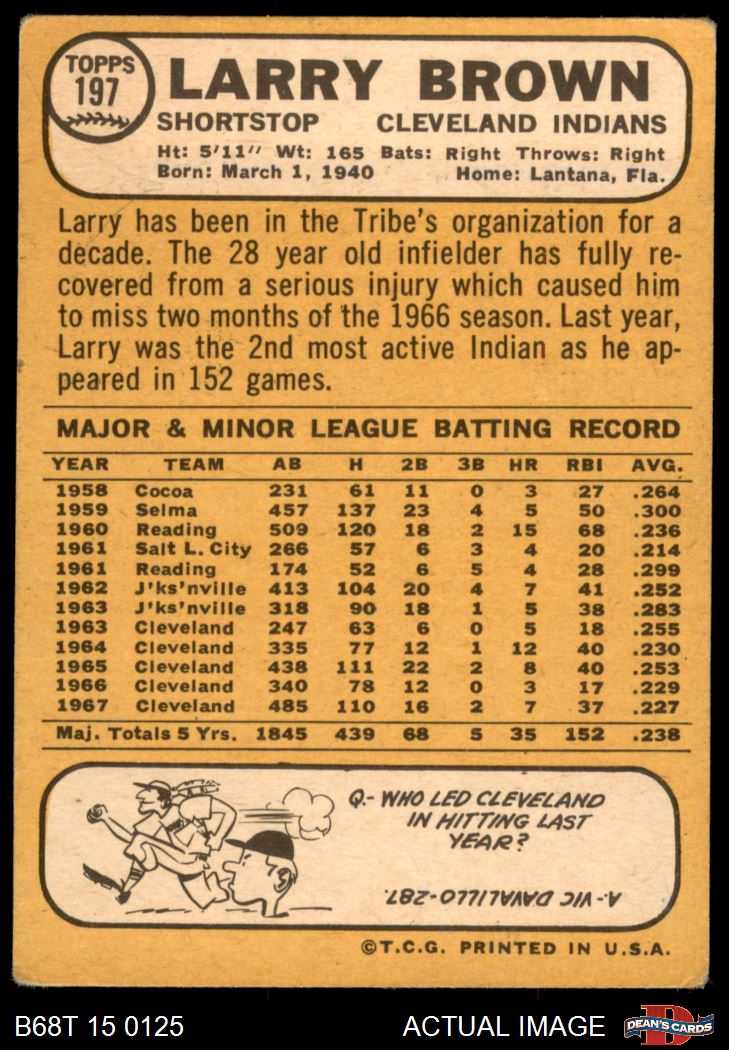 TOPPS
197
LARRY BROWN
SHORTSTOP CLEVELAND INDIANS
Ht: 5'11" Wt: 165 Bats: Right Throws: Right
Born: March 1, 1940 Home: Lantana, Fla.
Larry has been in the Tribe's organization for a
decade. The 28 year old infielder has fully re-
covered from a serious injury which caused him
to miss two months of the 1966 season. Last year,
Larry was the 2nd most active Indian as he ap-
peared in 152 games.
MAJOR & MINOR LEAGUE BATTING RECORD
YEAR TEAM AB H 2B 3B HR RBI AVG.
1958 Cocoa 231 61 11 0 3 27 .264
1959 Selma 457 137 23 4 5 50 .300
1960 Reading 509 120 18 2 15 68 .236
1961 Salt L. City 266 57 6 3 4 20 .214
1961 Reading 174 52 6 5 4 28 .299
1962 J'ks'nville 413 104 20 4 7 41 .252
1963 J'ks'nville 318 90 18 1 5 38 .283
1963 Cleveland 247 63 6 0 5 18 .255
1964 Cleveland 335 77 12 1 12 40 .230
1965 Cleveland 438 111 22 2 8 40 .253
1966 Cleveland 340 78 12 0 3 17 .229
1967 Cleveland 485 110 16 2 7 37 .227
Maj. Totals 5 Yrs. 1845 439 68 5 35 152 .238
Q.- WHO LED CLEVELAND
IN HITTING LAST
YEAR?
A-VIC DAVALILLO-287.
©T.C.G. PRINTED IN U.S.A.
B68T 15 0125 ACTUAL IMAGE
D
DEAN'S CARDS